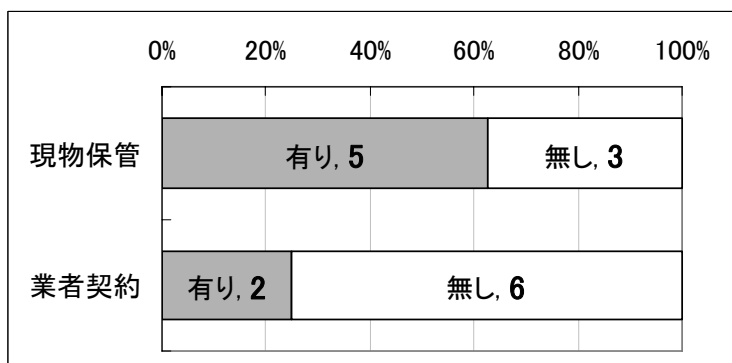 0% 20% 40% 60% 80% 100%
現物保管 有り, 5 無し, 3
業者契約 有り, 2 無し, 6